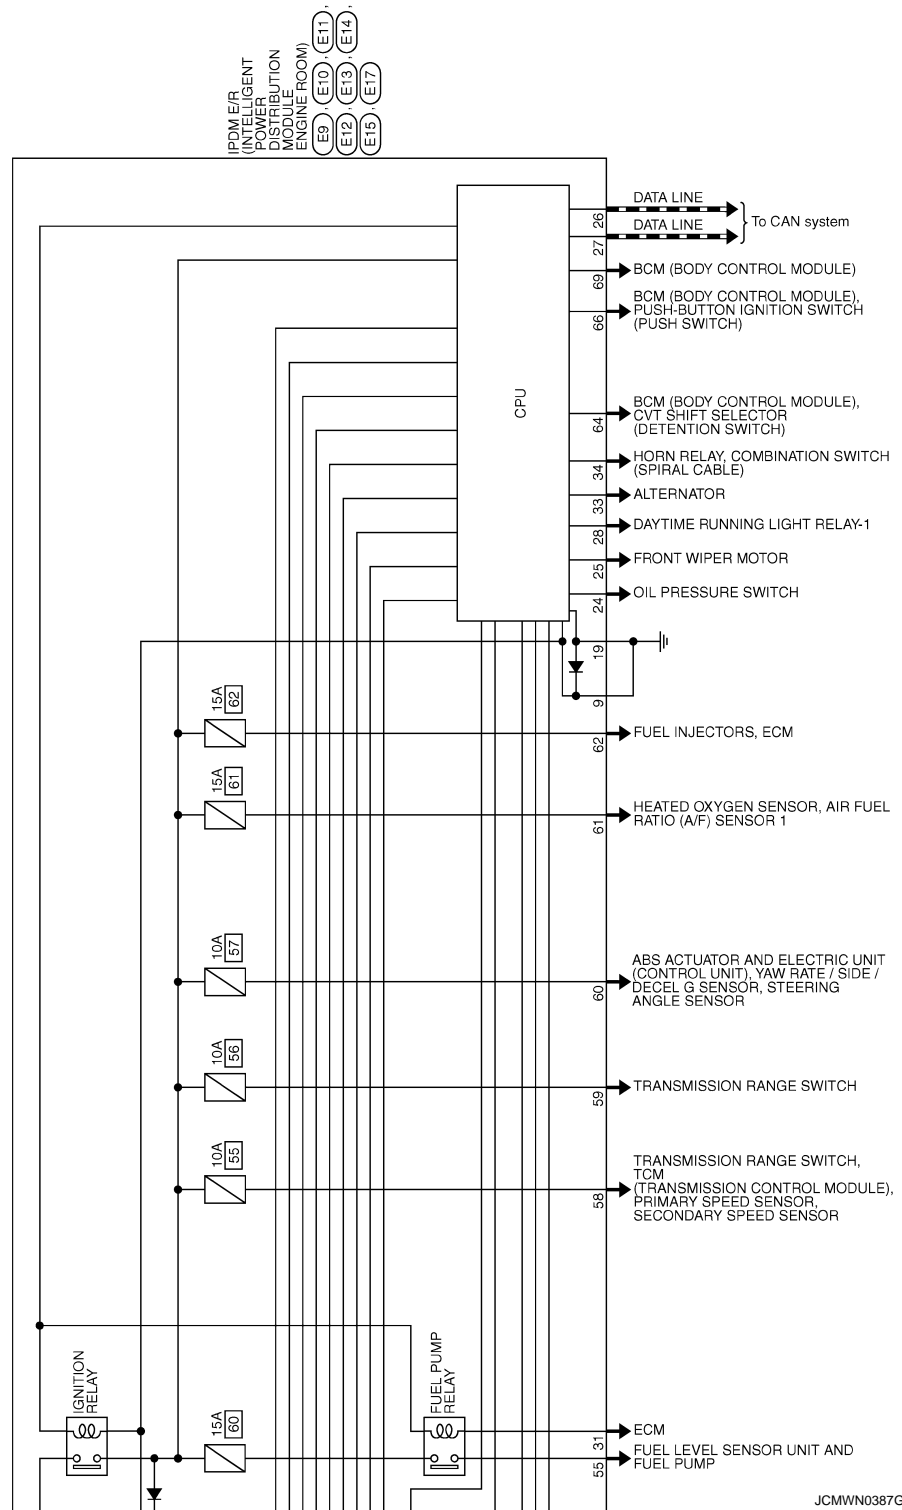 IPDM E/R
(INTELLIGENT
POWER
DISTRIBUTION
MODULE
ENGINE ROOM)
E9 , E10 , E11 ,
E12 , E13 , E14 ,
E15 , E17
CPU
26
DATA LINE
27
DATA LINE
To CAN system
69
BCM (BODY CONTROL MODULE)
66
BCM (BODY CONTROL MODULE),
PUSH-BUTTON IGNITION SWITCH
(PUSH SWITCH)
64
BCM (BODY CONTROL MODULE),
CVT SHIFT SELECTOR
(DETENTION SWITCH)
34
HORN RELAY, COMBINATION SWITCH
(SPIRAL CABLE)
33
ALTERNATOR
28
DAYTIME RUNNING LIGHT RELAY-1
25
FRONT WIPER MOTOR
24
OIL PRESSURE SWITCH
19
9
15A
62
62
FUEL INJECTORS, ECM
15A
61
61
HEATED OXYGEN SENSOR, AIR FUEL
RATIO (A/F) SENSOR 1
10A
57
60
ABS ACTUATOR AND ELECTRIC UNIT
(CONTROL UNIT), YAW RATE / SIDE /
DECEL G SENSOR, STEERING
ANGLE SENSOR
10A
56
59
TRANSMISSION RANGE SWITCH
10A
55
58
TRANSMISSION RANGE SWITCH,
TCM
(TRANSMISSION CONTROL MODULE),
PRIMARY SPEED SENSOR,
SECONDARY SPEED SENSOR
IGNITION
RELAY
15A
60
FUEL PUMP
RELAY
31
ECM
55
FUEL LEVEL SENSOR UNIT AND
FUEL PUMP
JCMWN0387G